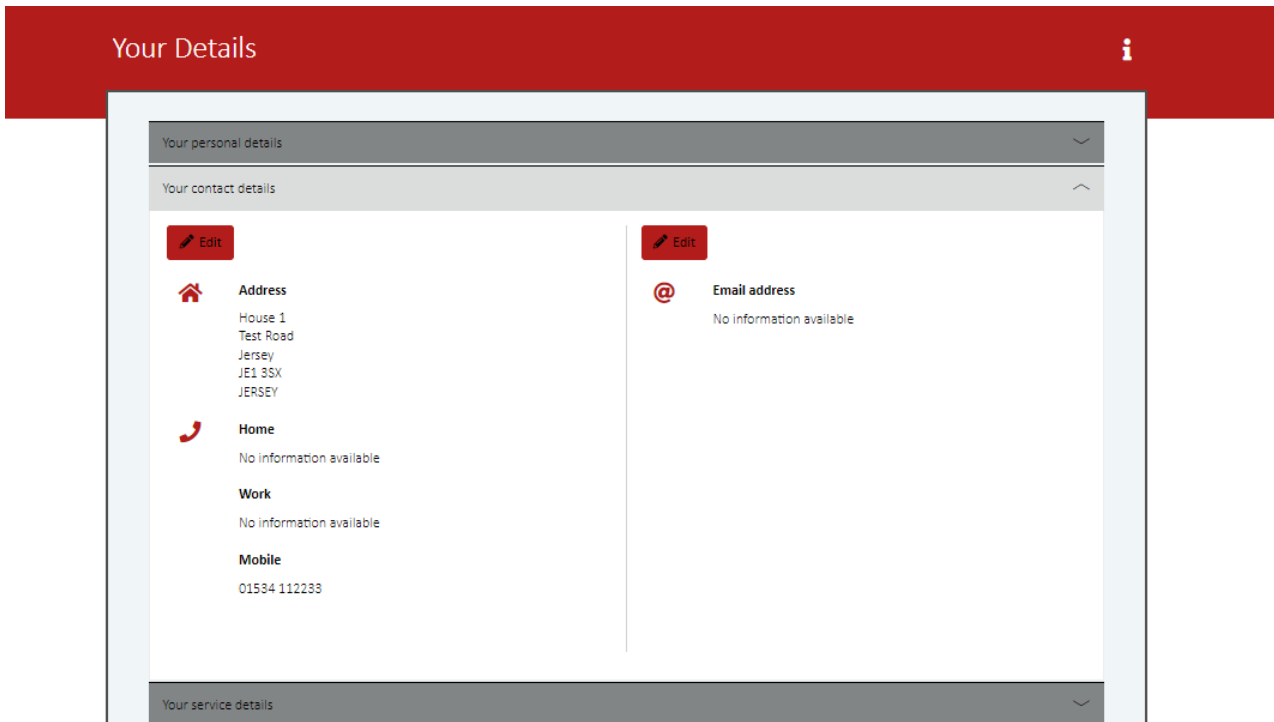 Your Details
Your personal details
Your contact details
Edit
Address
House 1
Test Road
Jersey
JE1 3SX
JERSEY
Home
No information available
Work
No information available
Mobile
01534 112233
Edit
@
Email address
No information available
Your service details